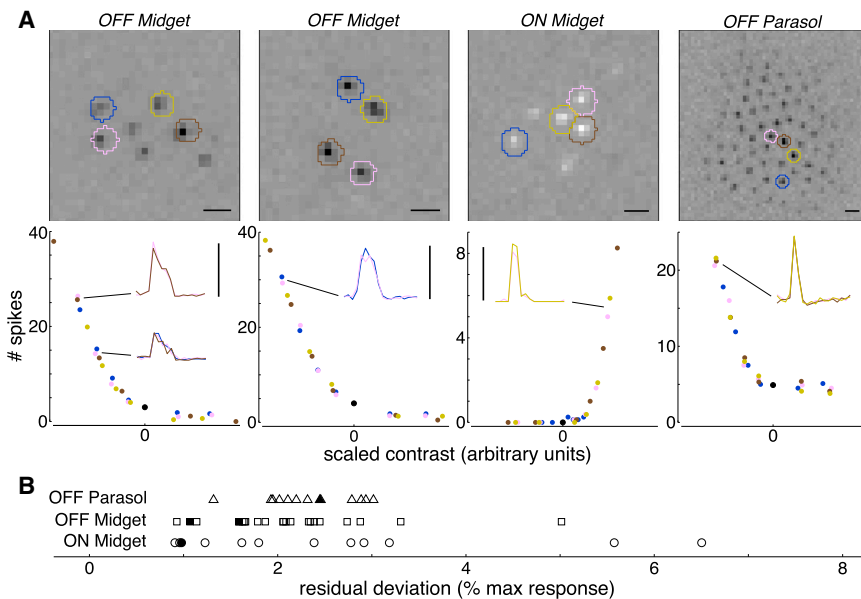 A
OFF Midget
OFF Midget
ON Midget
OFF Parasol
40
20
0
# spikes
0
40
20
0
0
8
4
0
0
20
0
0
scaled contrast (arbitrary units)
B
OFF Parasol
OFF Midget
ON Midget
0
2
4
6
8
residual deviation (% max response)